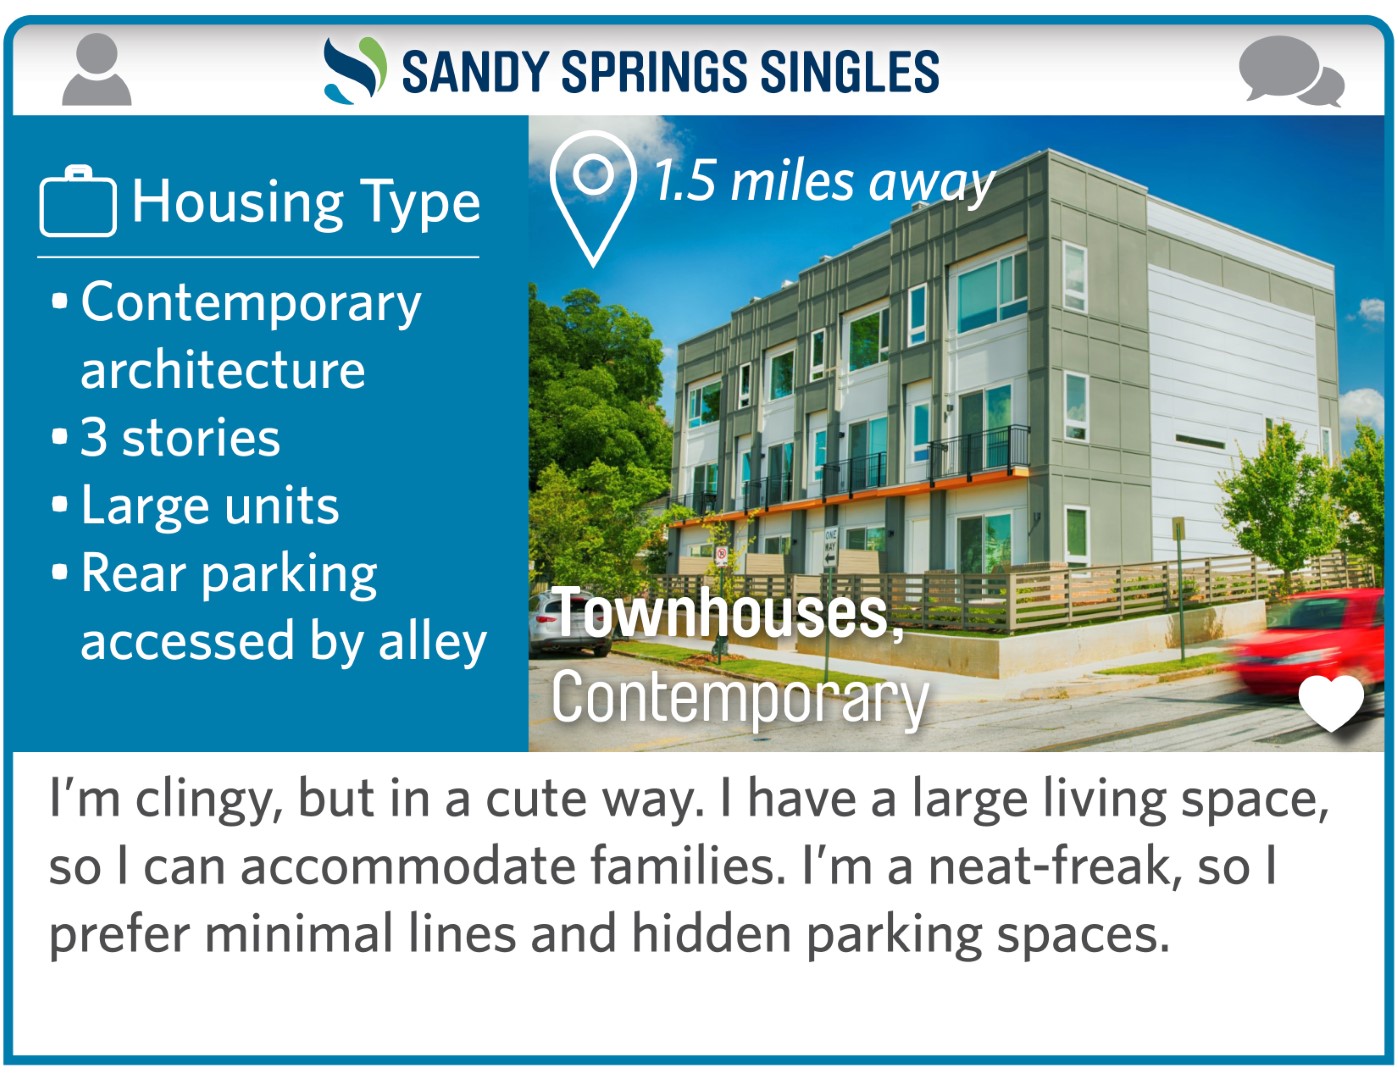 SANDY SPRINGS SINGLES
Housing Type
• Contemporary
architecture
• 3 stories
• Large units
• Rear parking
accessed by alley
1.5 miles away
ONE
WAY
Townhouses,
Contemporary
I'm clingy, but in a cute way. I have a large living space,
so I can accommodate families. I'm a neat-freak, so I
prefer minimal lines and hidden parking spaces.